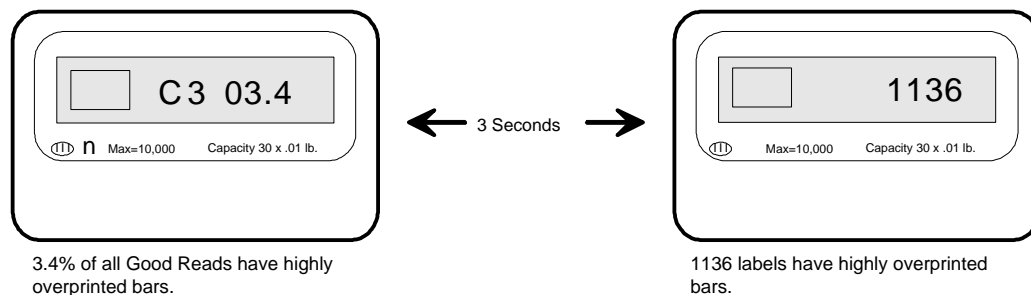 C3 03.4
n Max=10,000 Capacity 30 x .01 lb.
3.4% of all Good Reads have highly
overprinted bars.
3 Seconds
1136
Max=10,000 Capacity 30 x .01 lb.
1136 labels have highly overprinted
bars.